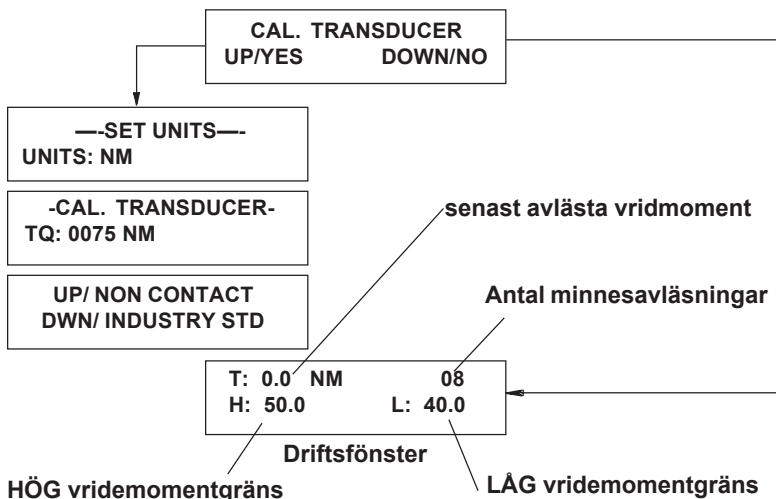 CAL. TRANSDUCER
UP/YES DOWN/NO
—-SET UNITS—-
UNITS: NM
-CAL. TRANSDUCER-
TQ: 0075 NM
senast avlästa vridmoment
UP/ NON CONTACT
DWN/ INDUSTRY STD
Antal minnesavläsningar
T: 0.0 NM 08
H: 50.0 L: 40.0
Driftsfönster
HÖG vridemomentgräns
LÅG vridemomentgräns